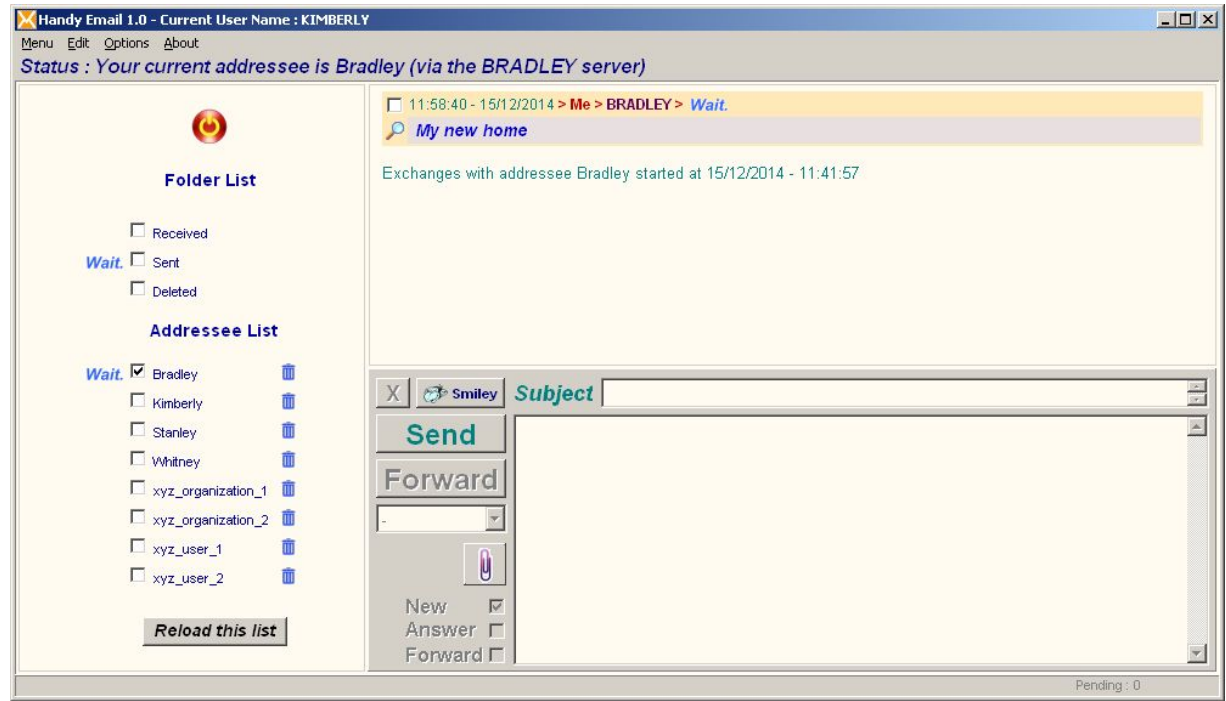 Handy Email 1.0 - Current User Name : KIMBERLY
Menu Edit Options About
Status : Your current addressee is Bradley (via the BRADLEY server)
Folder List
Received
Wait. Sent
Deleted
Addressee List
Wait. Bradley
Kimberly
Stanley
Whitney
xyz_organization_1
xyz_organization_2
xyz_user_1
xyz_user_2
Reload this list
11:58:40 - 15/12/2014 > Me > BRADLEY > Wait.
My new home
Exchanges with addressee Bradley started at 15/12/2014 - 11:41:57
X Smiley Subject
Send
Forward
-
New
Answer
Forward
Pending : 0